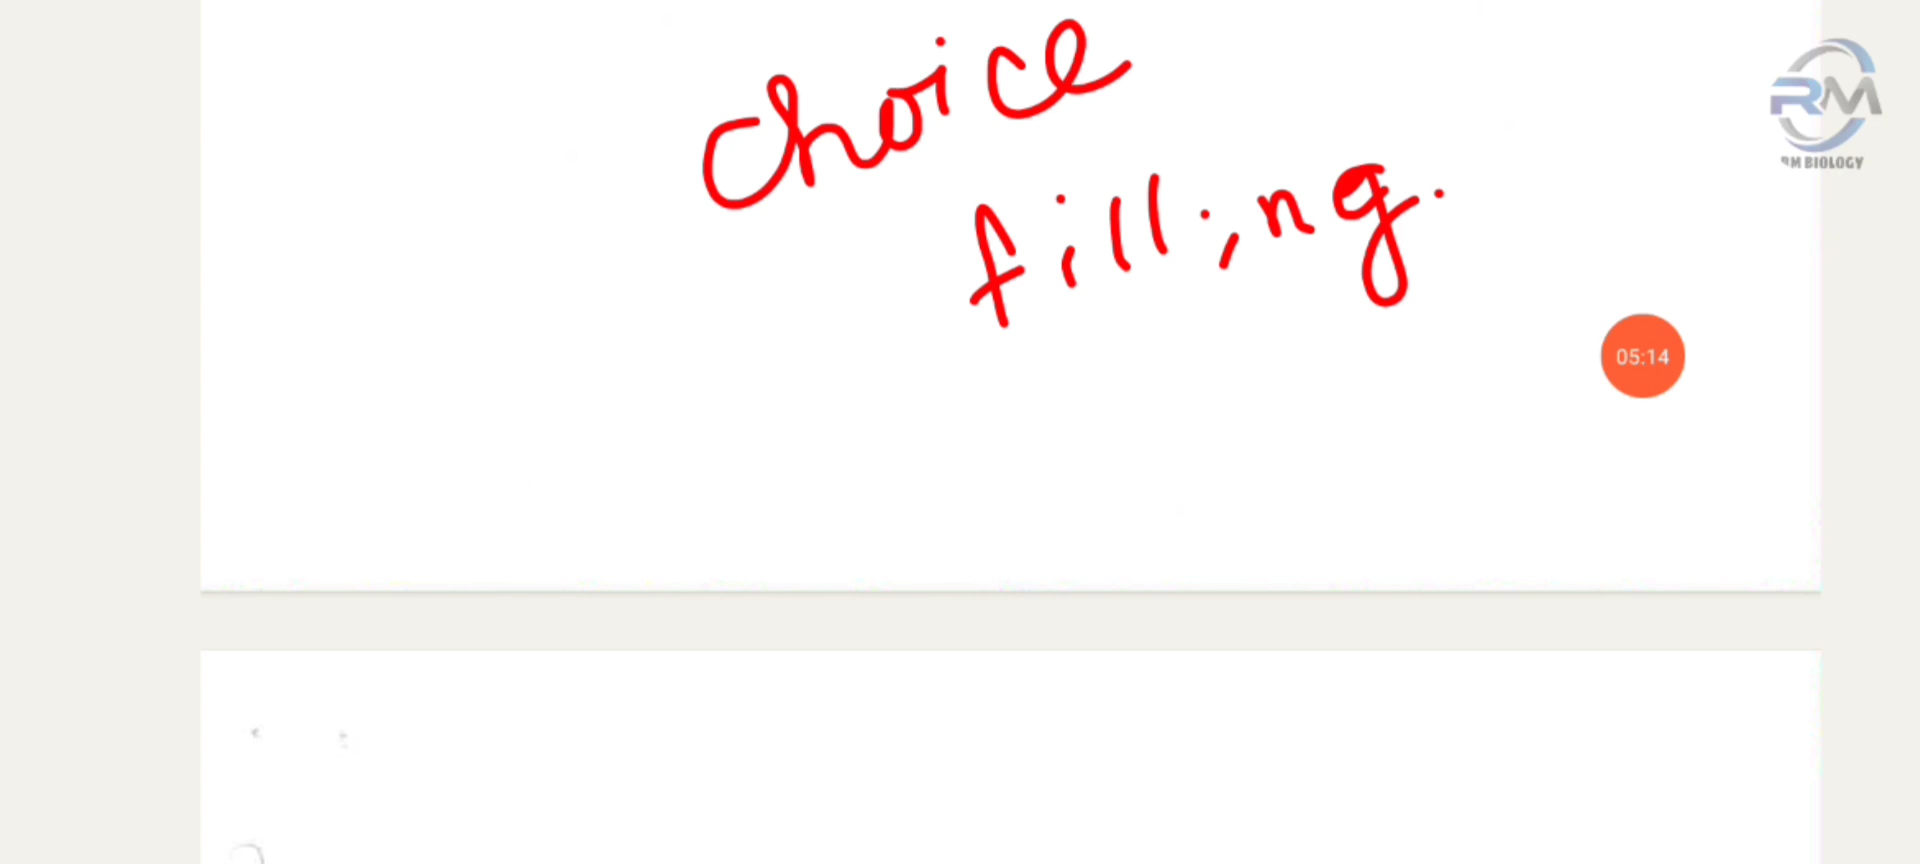 choice
filling.
05:14
RM
RM BIOLOGY